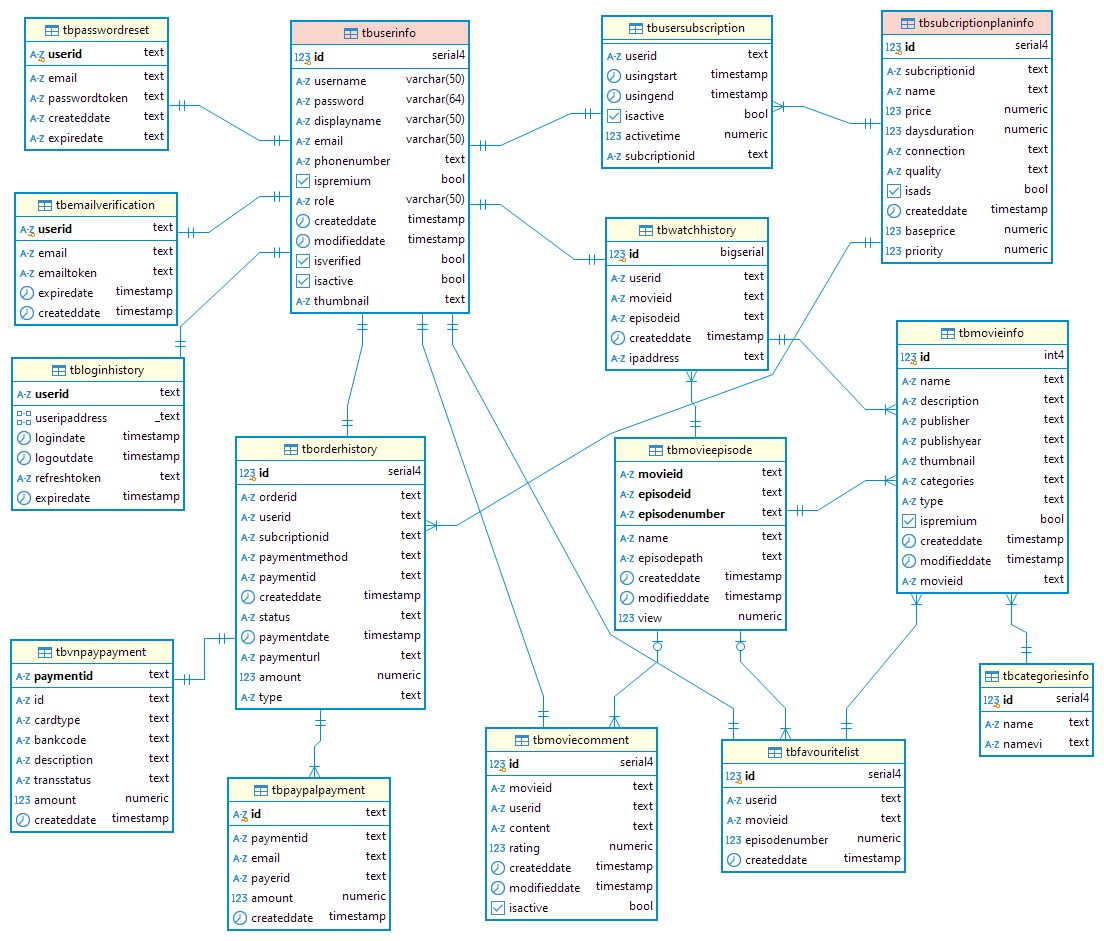 tbpasswordreset
A-Z userid text
A-Z email text
A-Z passwordtoken text
A-Z createddate text
A-Z expiredate text
tbuserinfo
123 id serial4
A-Z username varchar(50)
A-Z password varchar(64)
A-Z displayname varchar(50)
A-Z email varchar(50)
A-Z phonenumber text
ispremium bool
A-Z role varchar(50)
createddate timestamp
modifieddate timestamp
isverified bool
isactive bool
A-Z thumbnail text
tbusersubscription
A-Z userid text
usingstart timestamp
usingend timestamp
isactive bool
123 activetime numeric
A-Z subcriptionid text
tbsubcriptionplaninfo
123 id serial4
A-Z subcriptionid text
A-Z name text
123 price numeric
123 daysduration numeric
A-Z connection text
A-Z quality text
isads bool
createddate timestamp
123 baseprice numeric
123 priority numeric
tbemailverification
A-Z userid text
A-Z email text
A-Z emailtoken text
expiredate timestamp
createddate timestamp
tbwatchhistory
123 id bigserial
A-Z userid text
A-Z movieid text
A-Z episodeid text
createddate timestamp
A-Z ipaddress text
tbmovieinfo
123 id int4
A-Z name text
A-Z description text
A-Z publisher text
A-Z publishyear text
A-Z thumbnail text
A-Z categories text
A-Z type text
ispremium bool
createddate timestamp
modifieddate timestamp
A-Z movieid text
tbloginhistory
A-Z userid text
useripaddress _text
logindate timestamp
logoutdate timestamp
A-Z refreshtoken text
expiredate timestamp
tborderhistory
123 id serial4
A-Z orderid text
A-Z userid text
A-Z subcriptionid text
A-Z paymentmethod text
A-Z paymentid text
createddate timestamp
A-Z status text
paymentdate timestamp
A-Z paymenturl text
123 amount numeric
A-Z type text
tbmovieepisode
A-Z movieid text
A-Z episodeid text
A-Z episodenumber text
A-Z name text
A-Z episodepath text
createddate timestamp
modifieddate timestamp
123 view numeric
tbvnpaypayment
A-Z paymentid text
A-Z id text
A-Z cardtype text
A-Z bankcode text
A-Z description text
A-Z transstatus text
123 amount numeric
createddate timestamp
tbcategoriesinfo
123 id serial4
A-Z name text
A-Z namevi text
tbpaypalpayment
A-Z id text
A-Z paymentid text
A-Z email text
A-Z payerid text
123 amount numeric
createddate timestamp
tbmoviecomment
123 id serial4
A-Z movieid text
A-Z userid text
A-Z content text
123 rating numeric
createddate timestamp
modifieddate timestamp
isactive bool
tbfavouritelist
123 id serial4
A-Z userid text
A-Z movieid text
123 episodenumber numeric
createddate timestamp